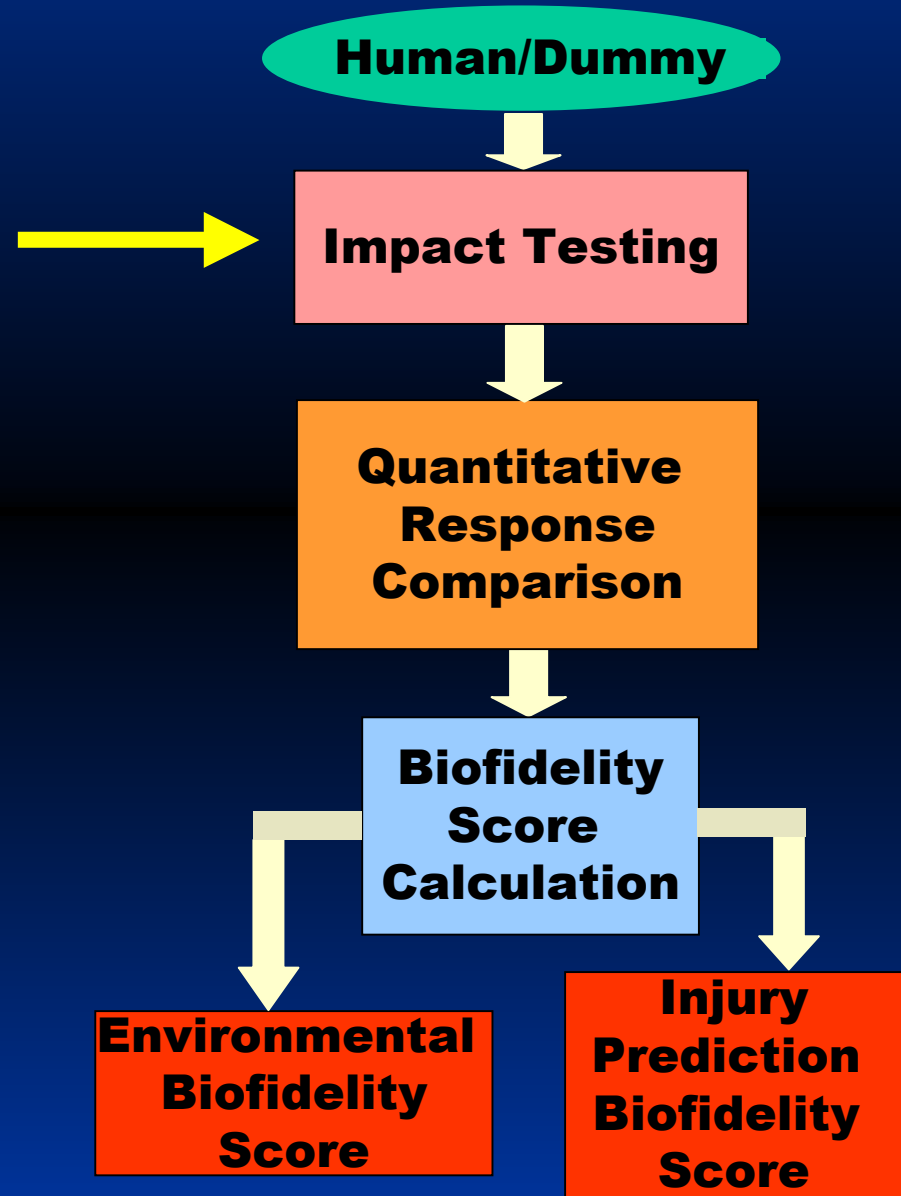 Human/Dummy
Impact Testing
Quantitative
Response
Comparison
Biofidelity
Score
Calculation
Environmental
Biofidelity
Score
Injury
Prediction
Biofidelity
Score